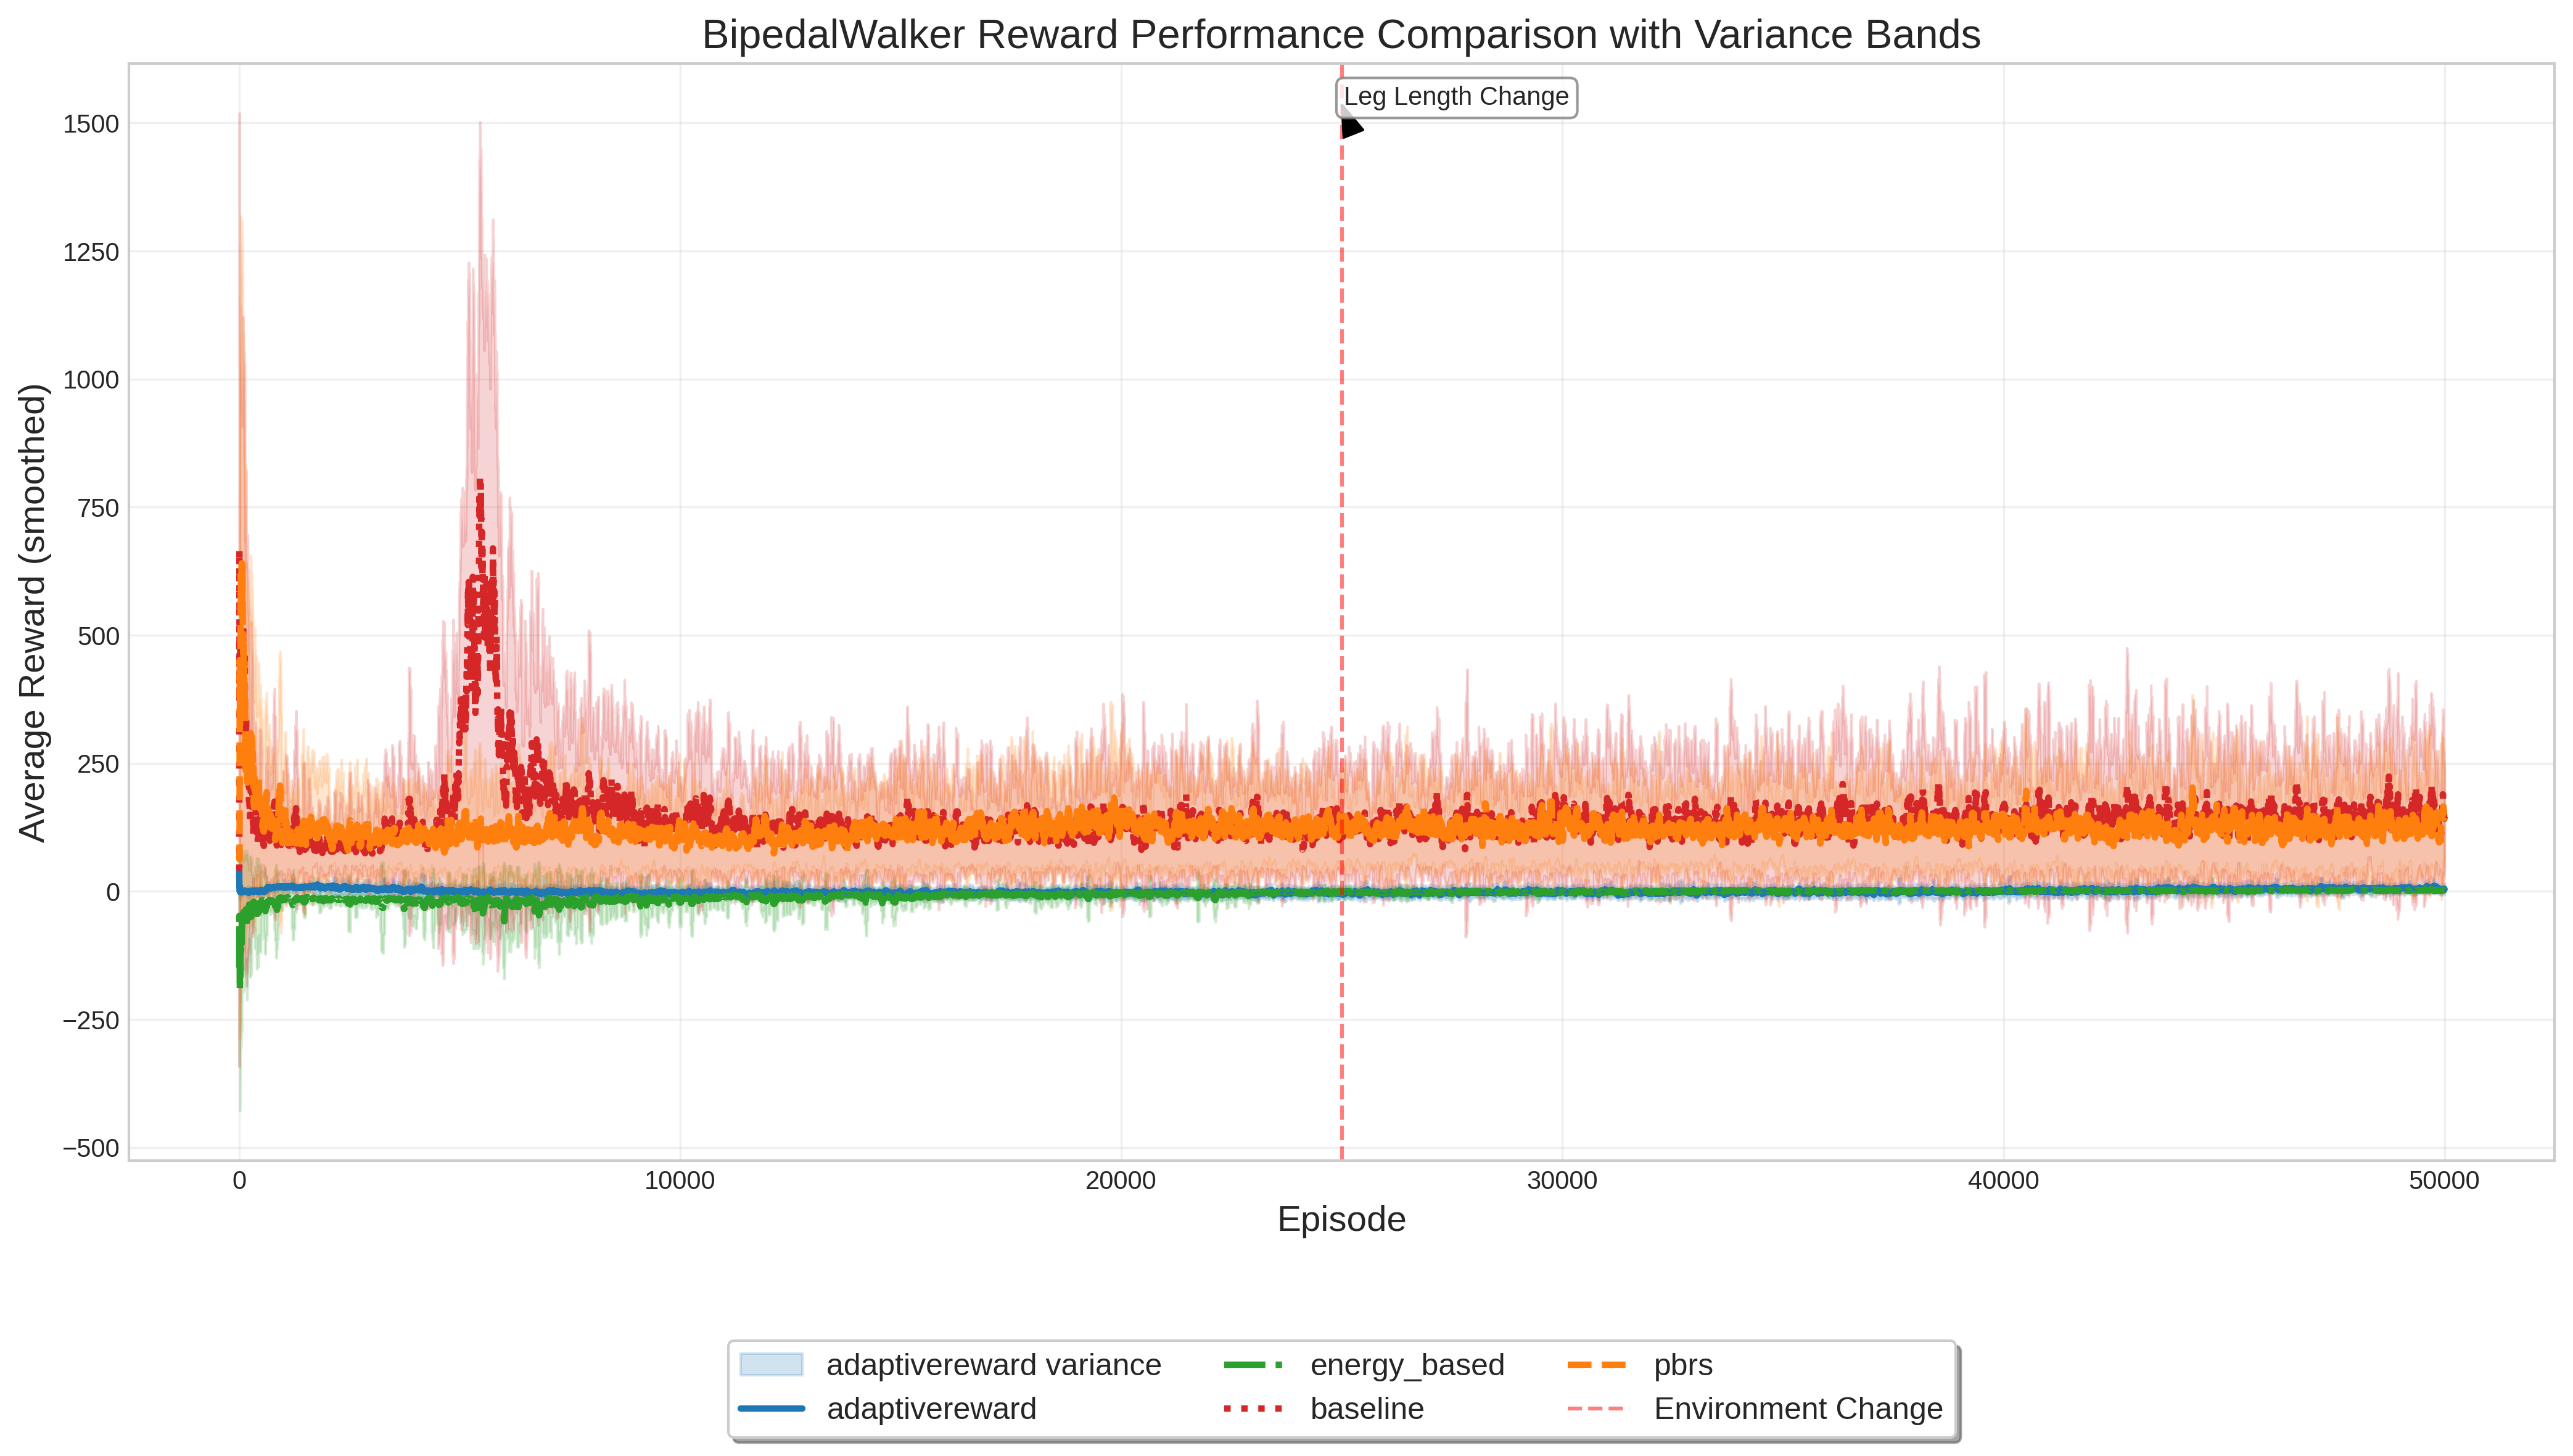 BipedalWalker Reward Performance Comparison with Variance Bands
Leg Length Change
Average Reward (smoothed)
1500
1250
1000
750
500
250
0
−250
−500
0 10000 20000 30000 40000 50000
Episode
adaptivereward variance
adaptivereward
energy_based
baseline
pbrs
Environment Change